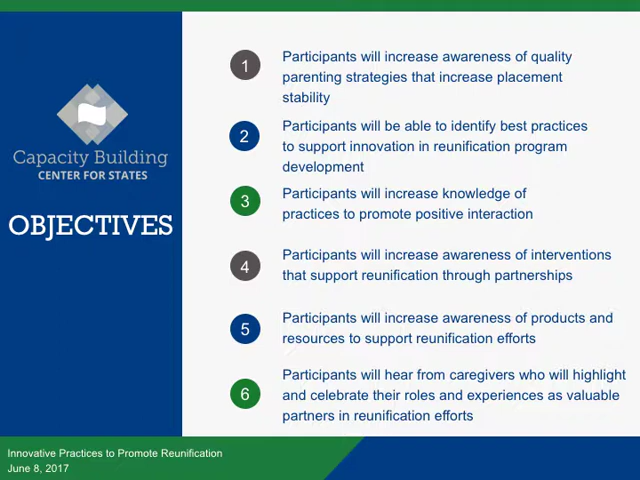 Capacity Building
CENTER FOR STATES
OBJECTIVES
1
Participants will increase awareness of quality
parenting strategies that increase placement
stability
2
Participants will be able to identify best practices
to support innovation in reunification program
development
3
Participants will increase knowledge of
practices to promote positive interaction
4
Participants will increase awareness of interventions
that support reunification through partnerships
5
Participants will increase awareness of products and
resources to support reunification efforts
6
Participants will hear from caregivers who will highlight
and celebrate their roles and experiences as valuable
partners in reunification efforts
Innovative Practices to Promote Reunification
June 8, 2017